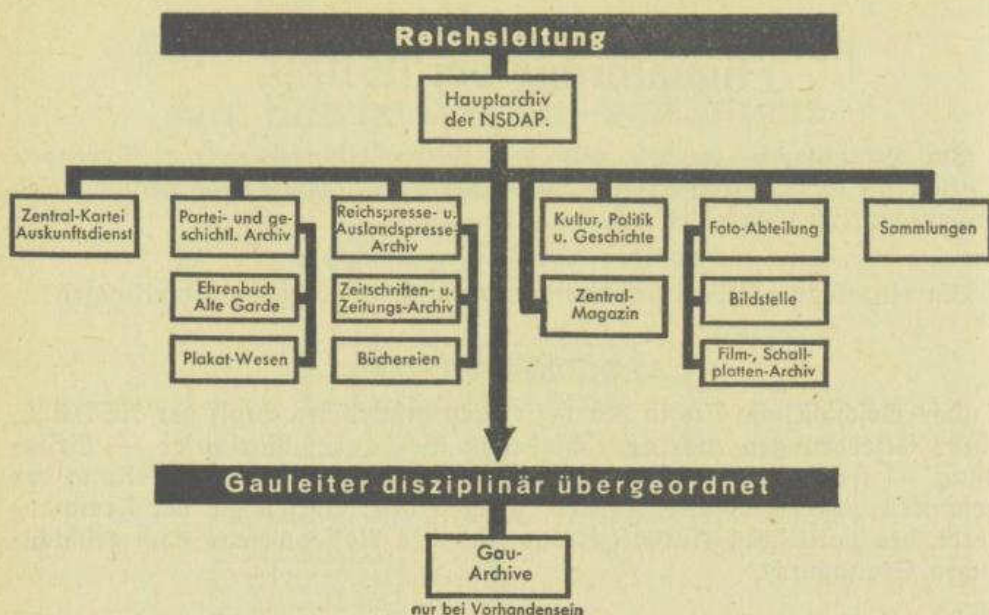 Reichsleitung
Hauptarchiv
der NSDAP.
Zentral-Kartei
Auskunftsdienst
Partei- und ge-
schichtl. Archiv
Reichspresse- u.
Auslandspresse-
Archiv
Kultur, Politik
u. Geschichte
Foto-Abteilung
Sammlungen
Ehrenbuch
Alte Garde
Zeitschriften- u.
Zeitungs-Archiv
Zentral-
Magazin
Bildstelle
Plakat-Wesen
Büchereien
Film-, Schall-
platten-Archiv
Gauleiter disziplinär übergeordnet
Gau-
Archive
nur bei Vorhandensein